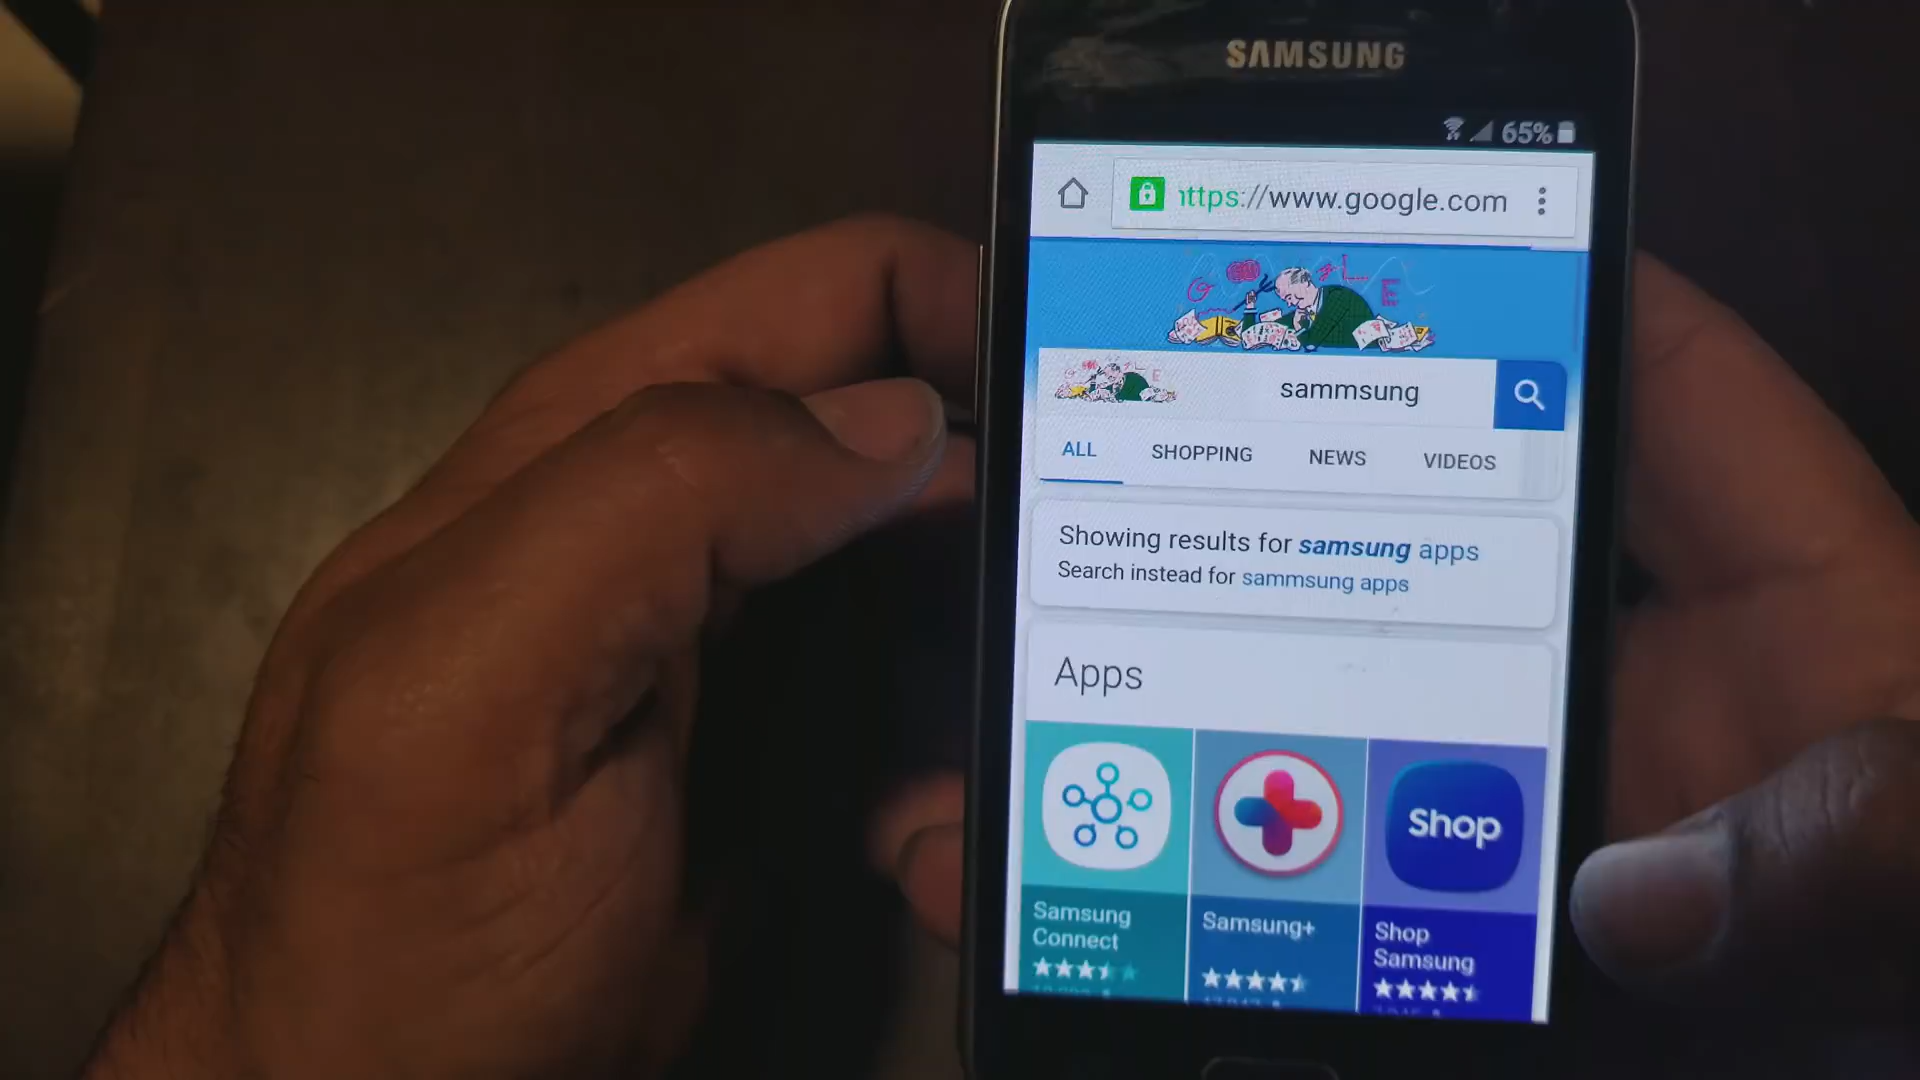 SAMSUNG
65%
ttps://www.google.com
sammsung
ALL SHOPPING NEWS VIDEOS
Showing results for samsung apps
Search instead for sammsung apps
Apps
Shop
Samsung
Connect
Samsung+
Shop
Samsung